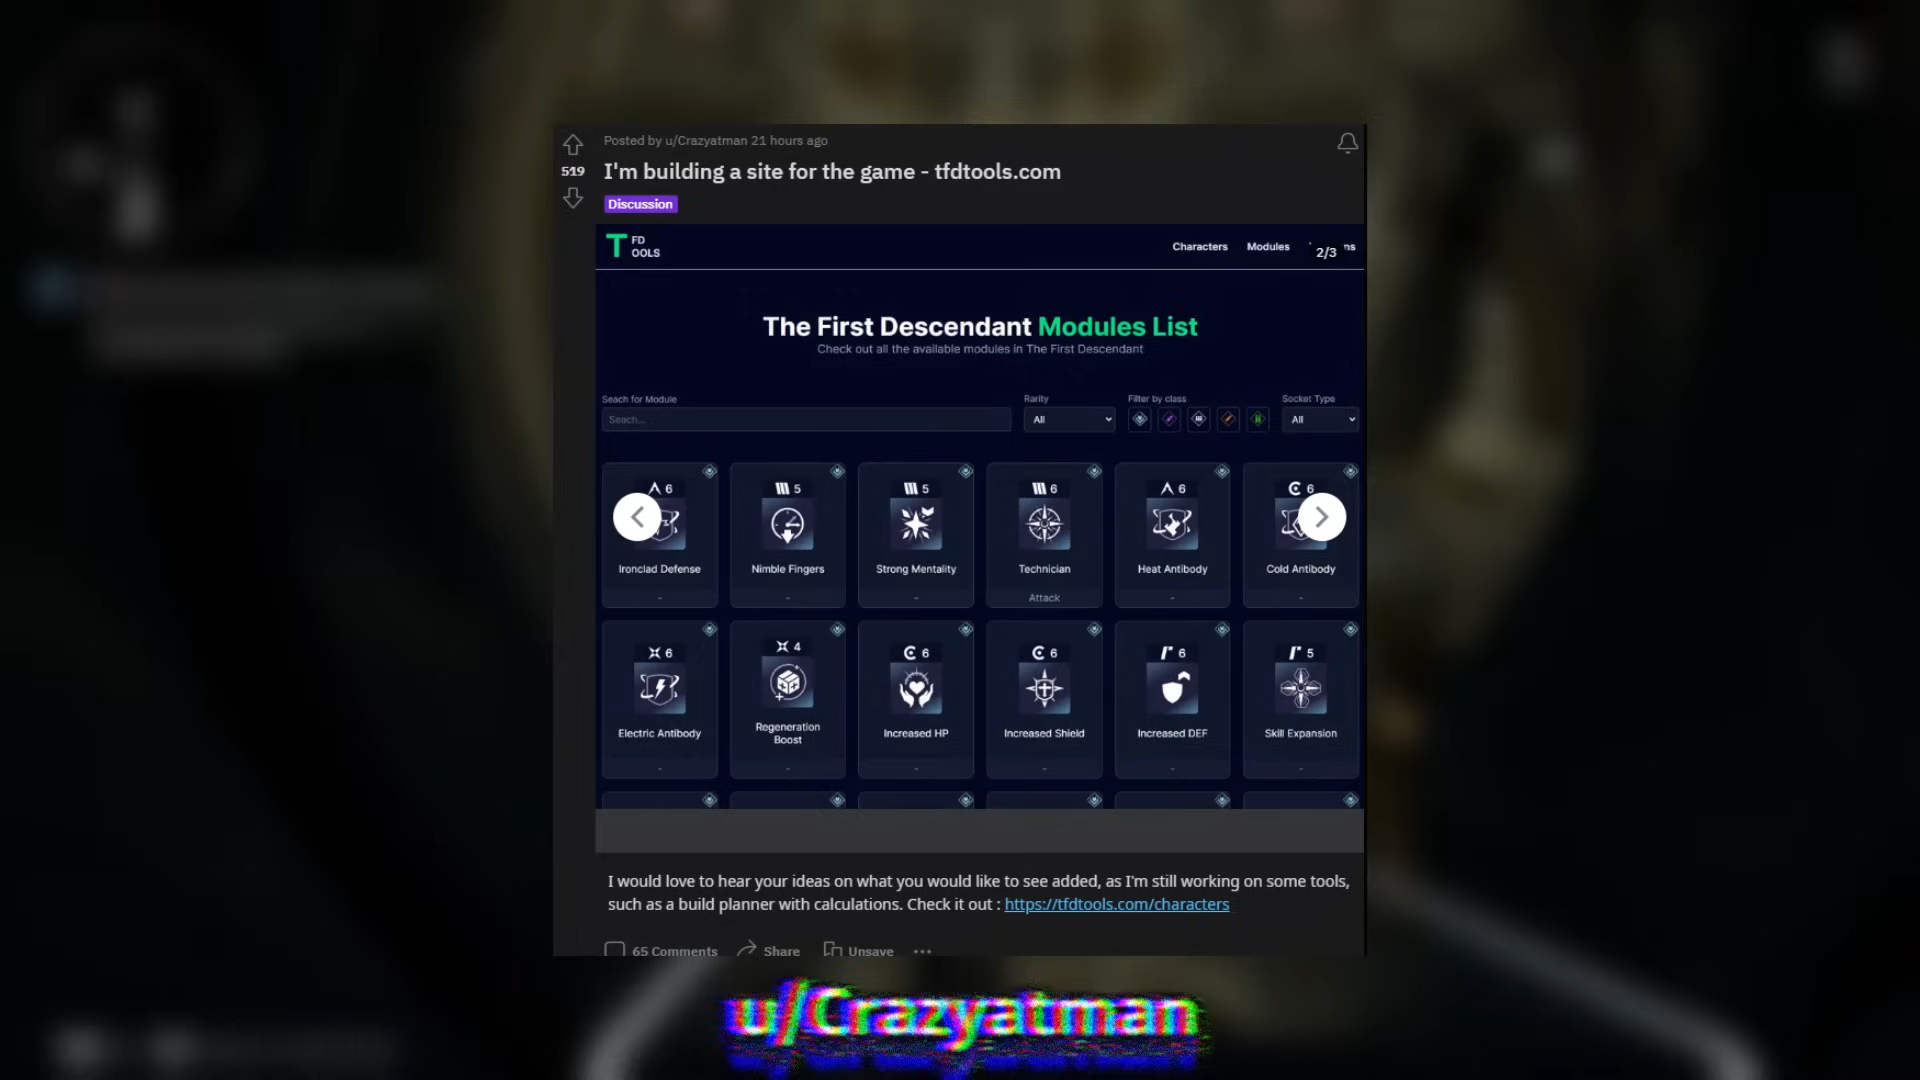 Posted by u/Crazyatman 21 hours ago
519
I'm building a site for the game - tfdtools.com
Discussion
T FD OOLS
Characters Modules ns
2/3
The First Descendant Modules List
Check out all the available modules in The First Descendant
Seach for Module Rarity Filter by class Socket Type
Seach... All All
6 5 5 6 6 6
Ironclad Defense Nimble Fingers Strong Mentality Technician Heat Antibody Cold Antibody
- - - Attack - -
6 4 6 6 6 5
Electric Antibody Regeneration Boost Increased HP Increased Shield Increased DEF Skill Expansion
- - - - - -
I would love to hear your ideas on what you would like to see added, as I'm still working on some tools,
such as a build planner with calculations. Check it out : https://tfdtools.com/characters
65 Comments Share Unsave ...
u/Crazyatman